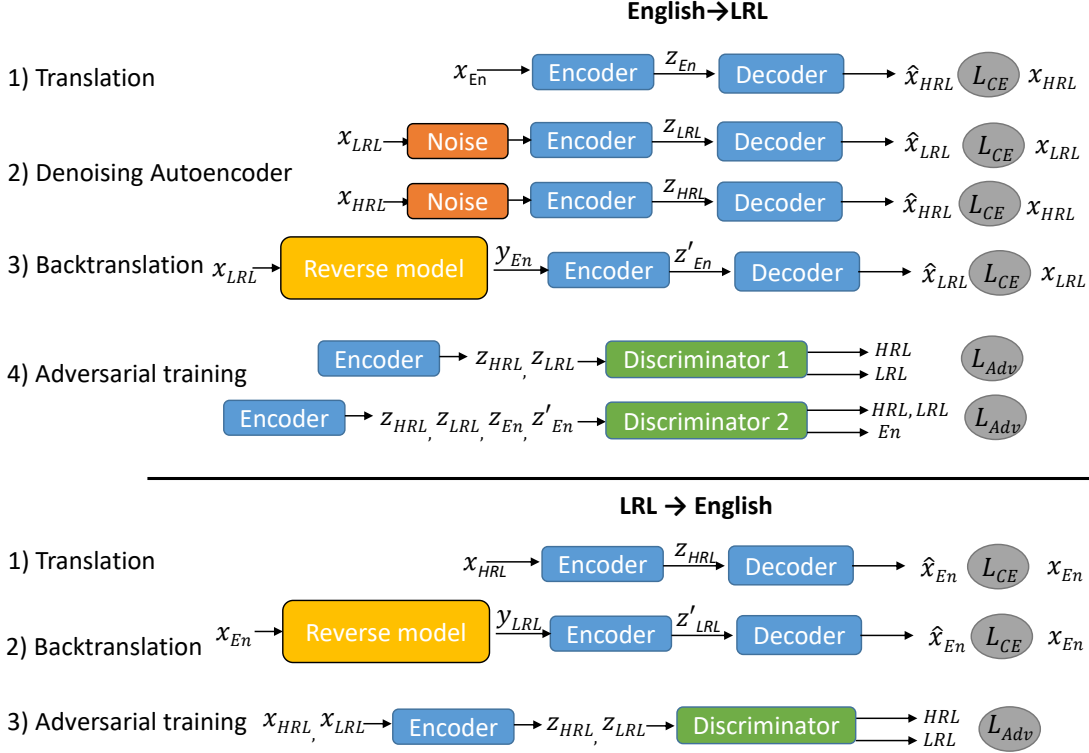 English→LRL
1) Translation x_En Encoder z_En Decoder x̂_HRL L_CE x_HRL
2) Denoising Autoencoder
x_LRL Noise Encoder z_LRL Decoder x̂_LRL L_CE x_LRL
x_HRL Noise Encoder z_HRL Decoder x̂_HRL L_CE x_HRL
3) Backtranslation x_LRL Reverse model y_En Encoder z'_En Decoder x̂_LRL L_CE x_LRL
4) Adversarial training
Encoder z_HRL, z_LRL Discriminator 1 HRL LRL L_Adv
Encoder z_HRL, z_LRL, z_En, z'_En Discriminator 2 HRL, LRL En L_Adv
LRL → English
1) Translation x_HRL Encoder z_HRL Decoder x̂_En L_CE x_En
2) Backtranslation x_En Reverse model y_LRL Encoder z'_LRL Decoder x̂_En L_CE x_En
3) Adversarial training x_HRL, x_LRL Encoder z_HRL, z_LRL Discriminator HRL LRL L_Adv